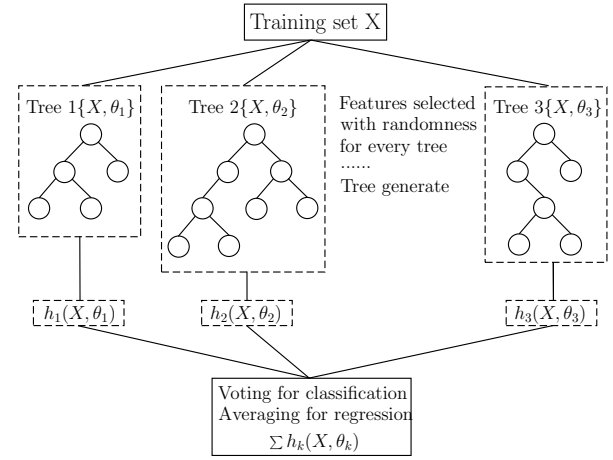 Training set X
Tree 1{X, θ₁}
Tree 2{X, θ₂}
Features selected
with randomness
for every tree
......
Tree generate
Tree 3{X, θ₃}
h₁(X, θ₁)
h₂(X, θ₂)
h₃(X, θ₃)
Voting for classification
Averaging for regression
∑ hₖ(X, θₖ)